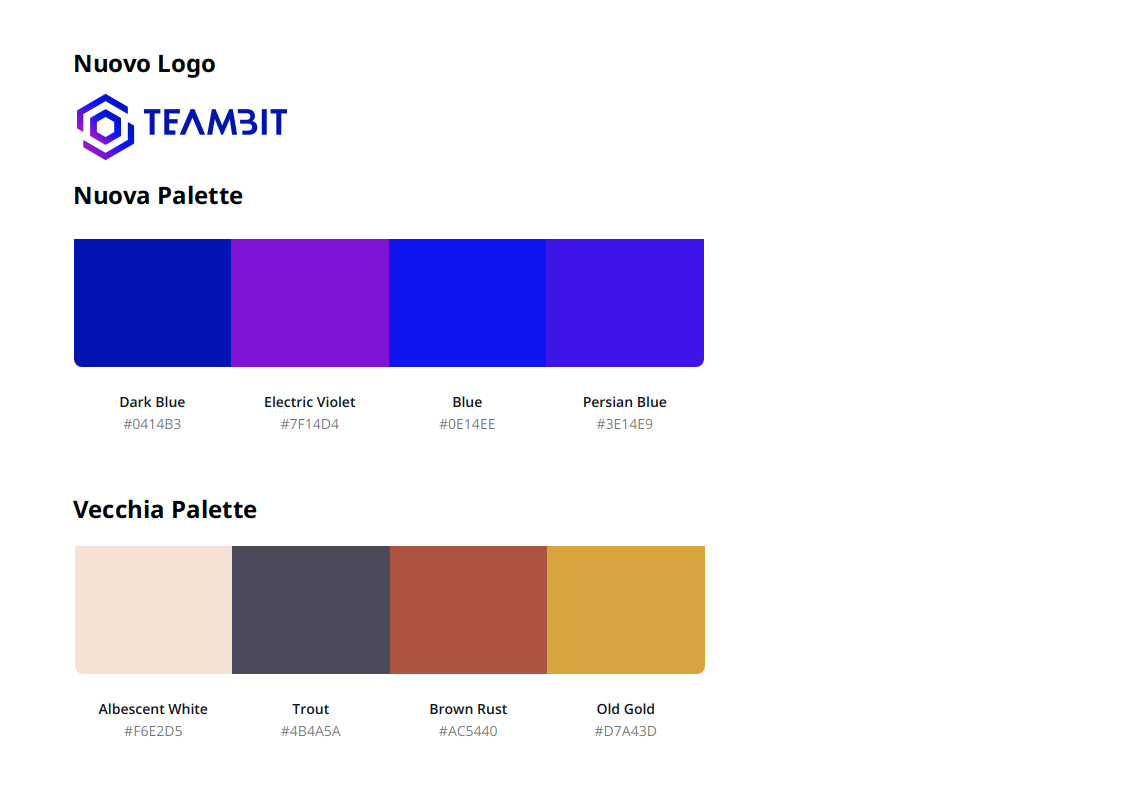 Nuovo Logo
TEAMBIT
Nuova Palette
Dark Blue Electric Violet Blue Persian Blue
#0414B3 #7F14D4 #0E14EE #3E14E9
Vecchia Palette
Albescent White Trout Brown Rust Old Gold
#F6E2D5 #4B4A5A #AC5440 #D7A43D